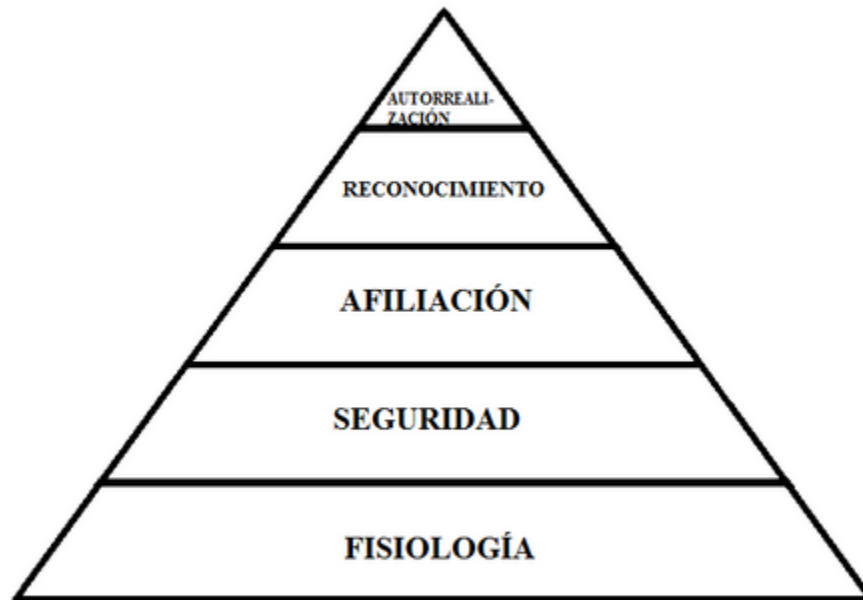 AUTORREALI-
ZACIÓN
RECONOCIMIENTO
AFILIACIÓN
SEGURIDAD
FISIOLOGÍA